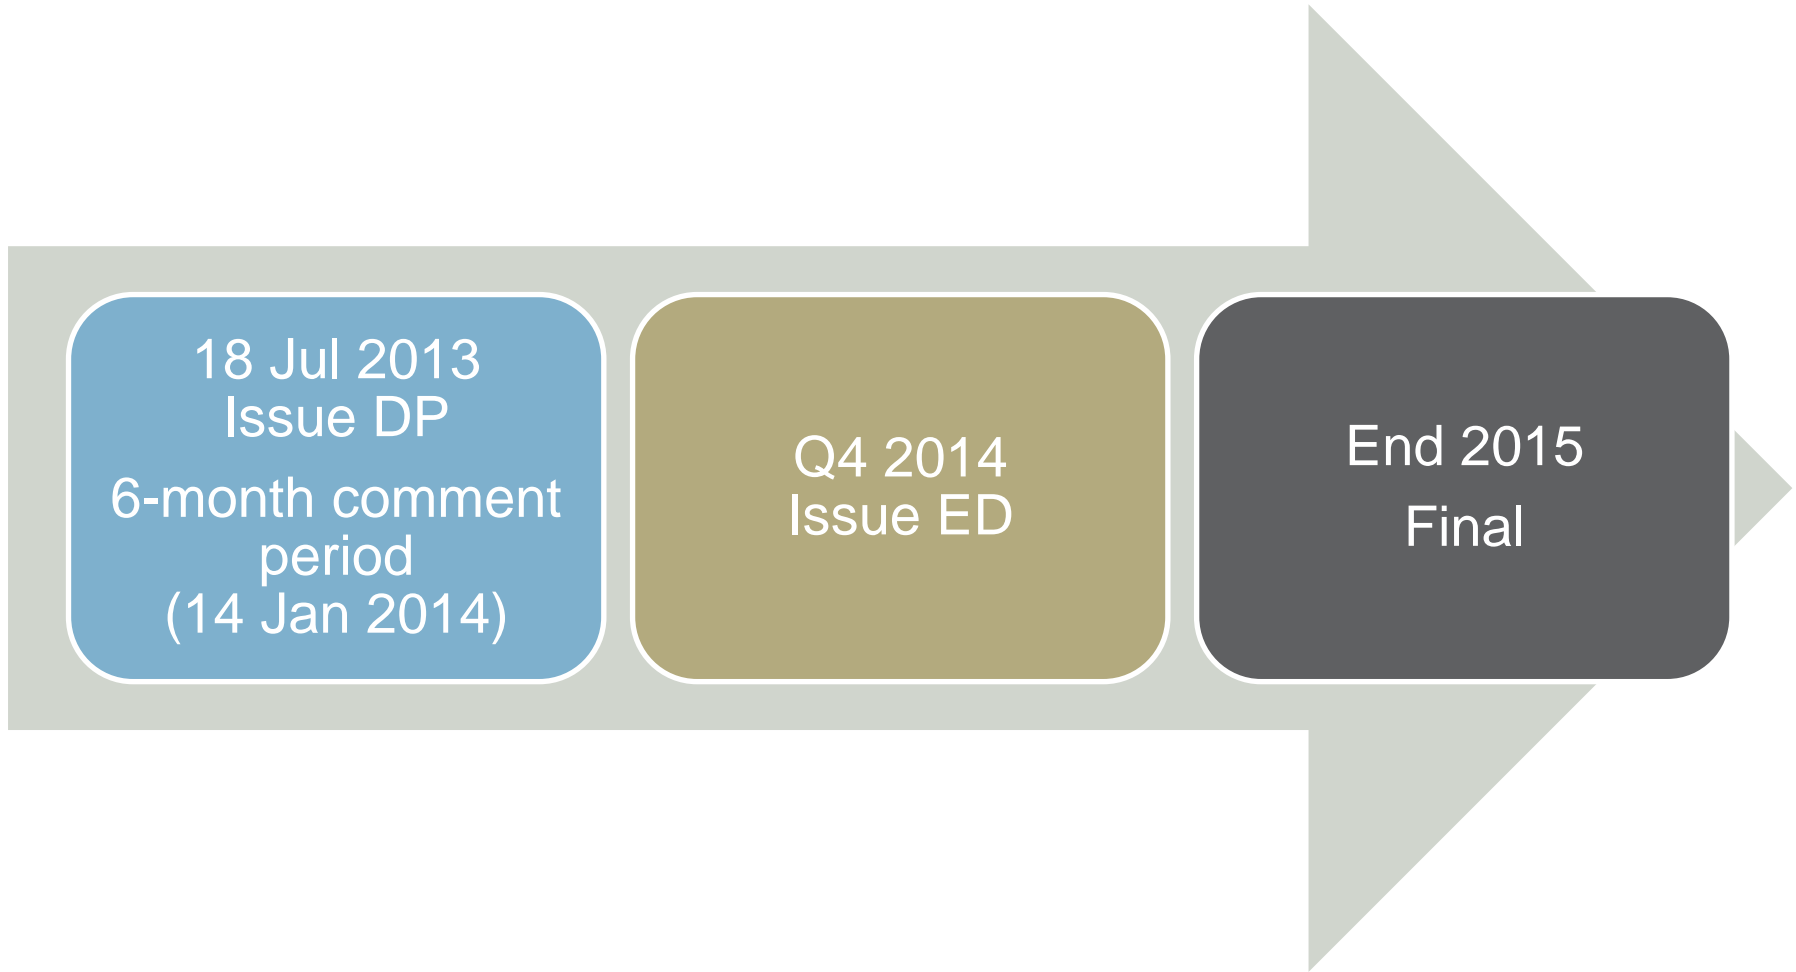 18 Jul 2013
Issue DP
6-month comment
period
(14 Jan 2014)
Q4 2014
Issue ED
End 2015
Final